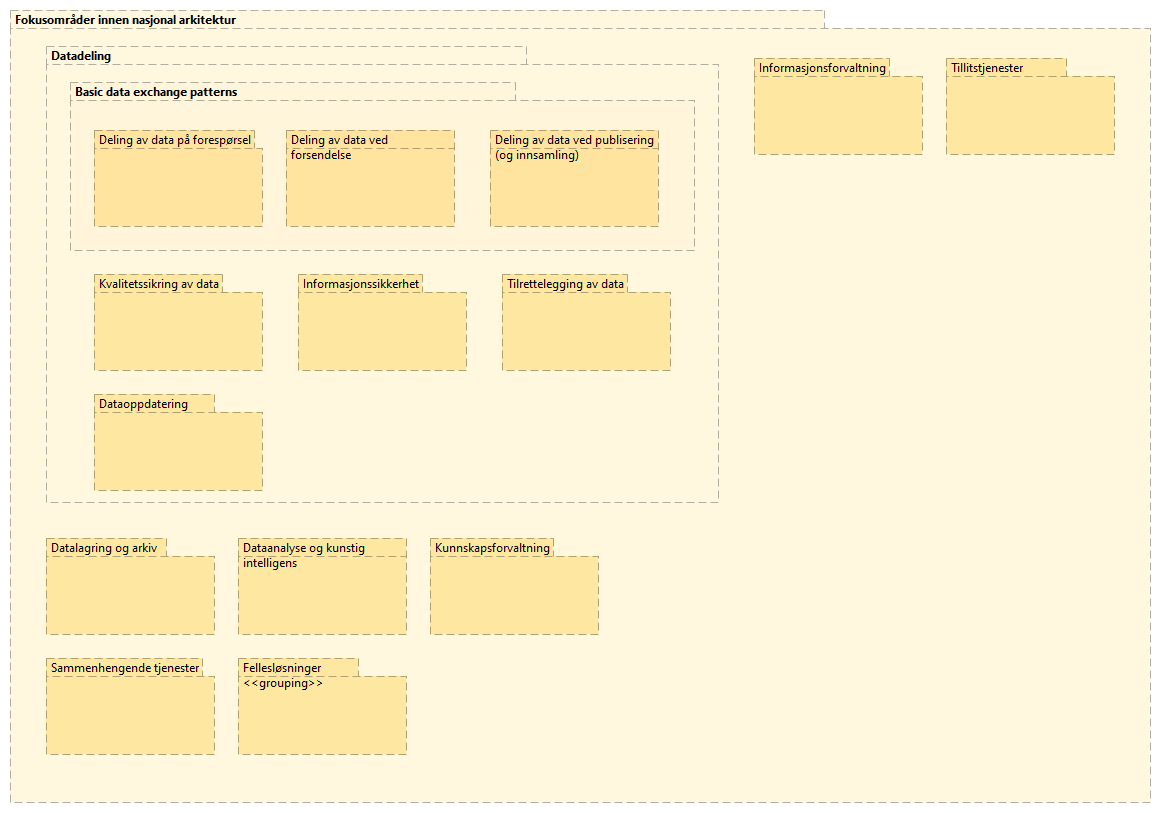 Fokusområder innen nasjonal arkitektur
Datadeling
Basic data exchange patterns
Deling av data på forespørsel
Deling av data ved
forsendelse
Deling av data ved publisering
(og innsamling)
Kvalitetssikring av data
Informasjonssikkerhet
Tilrettelegging av data
Dataoppdatering
Informasjonsforvaltning
Tillitstjenester
Datalagring og arkiv
Dataanalyse og kunstig
intelligens
Kunnskapsforvaltning
Sammenhengende tjenester
Fellesløsninger
<<grouping>>